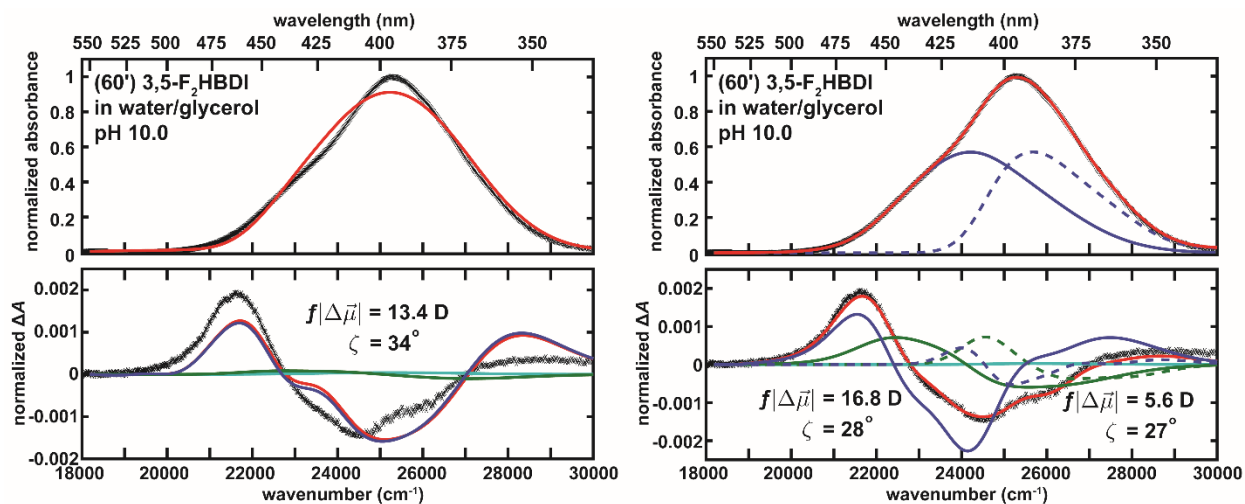 wavelength (nm)
550 525 500 475 450 425 400 375 350
normalized absorbance
1
0.8
0.6
0.4
0.2
0
(60') 3,5-F₂HBDI
in water/glycerol
pH 10.0
normalized ΔA
0.002
0.001
0
-0.001
-0.002
f|Δμ⃗| = 13.4 D
ζ = 34°
18000 20000 22000 24000 26000 28000 30000
wavenumber (cm⁻¹)
wavelength (nm)
550 525 500 475 450 425 400 375 350
normalized absorbance
1
0.8
0.6
0.4
0.2
0
(60') 3,5-F₂HBDI
in water/glycerol
pH 10.0
normalized ΔA
0.002
0.001
0
-0.001
-0.002
f|Δμ⃗| = 16.8 D
ζ = 28°
f|Δμ⃗| = 5.6 D
ζ = 27°
18000 20000 22000 24000 26000 28000 30000
wavenumber (cm⁻¹)